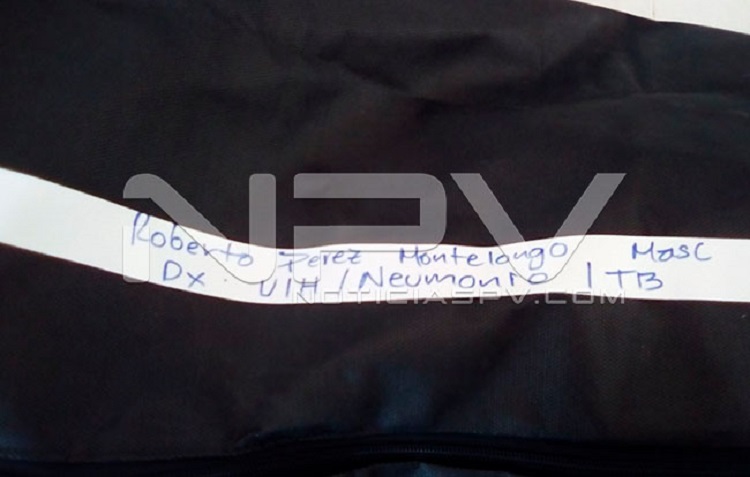 NPV
Roberto Perez Montelongo Masc
Dx. VIH / Neumonia / TB
NOTICIASPV.COM